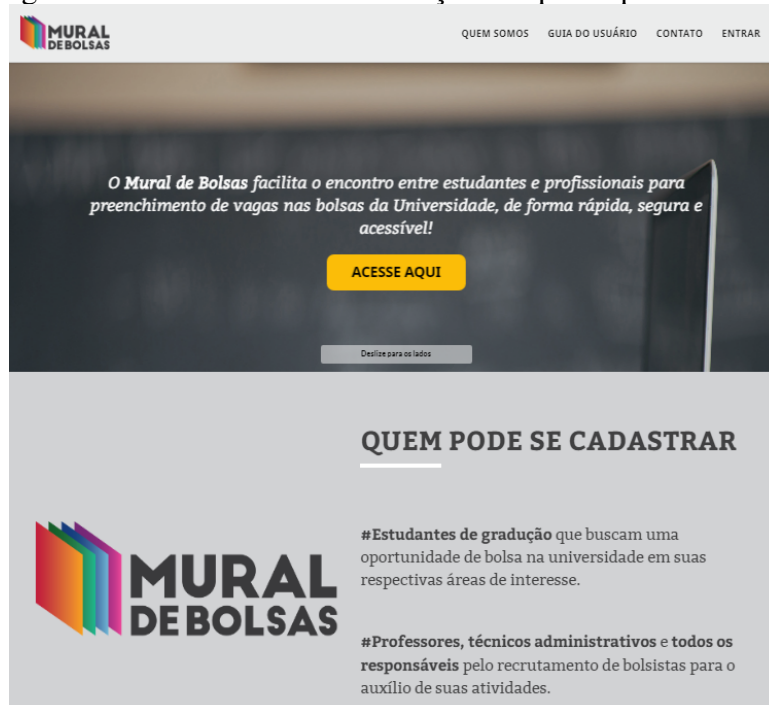 MURAL
DEBOLSAS
QUEM SOMOS GUIA DO USUÁRIO CONTATO ENTRAR
O Mural de Bolsas facilita o encontro entre estudantes e profissionais para
preenchimento de vagas nas bolsas da Universidade, de forma rápida, segura e
acessível!
ACESSE AQUI
Deslize para os lados
QUEM PODE SE CADASTRAR
MURAL
DEBOLSAS
#Estudantes de gradução que buscam uma
oportunidade de bolsa na universidade em suas
respectivas áreas de interesse.
#Professores, técnicos administrativos e todos os
responsáveis pelo recrutamento de bolsistas para o
auxílio de suas atividades.